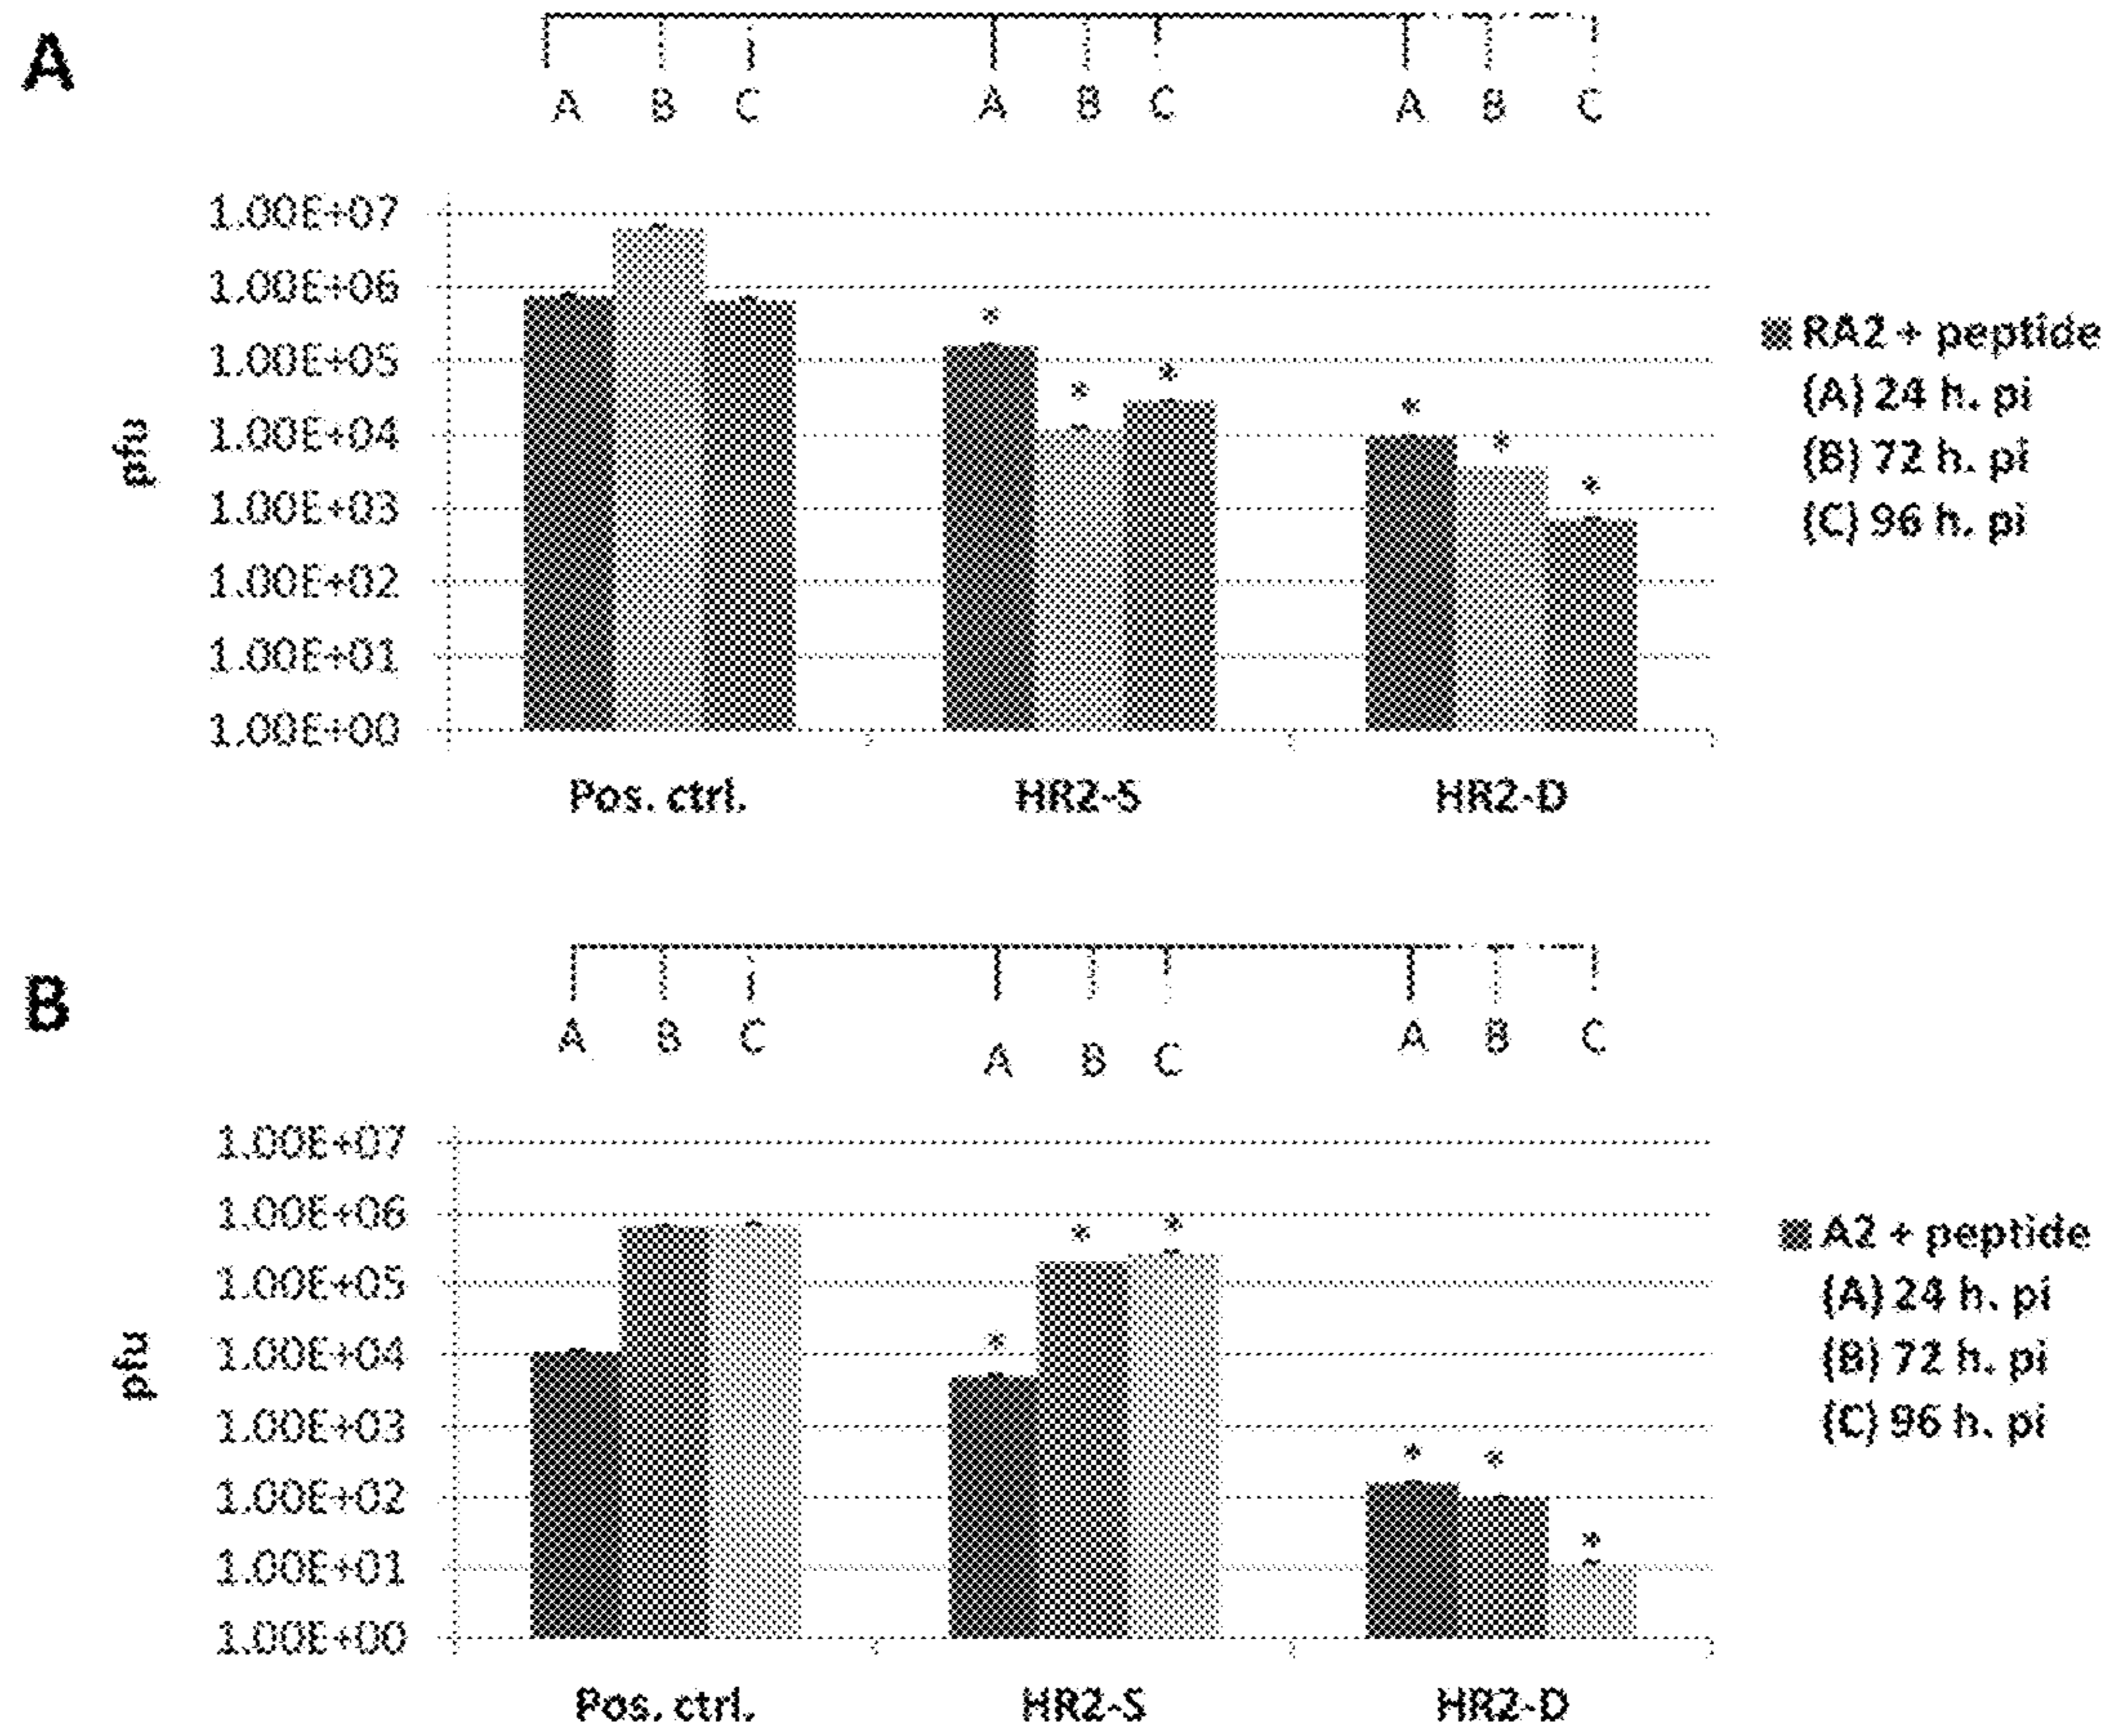 A
A B C A B C A B C
1.00E+07
1.00E+06
1.00E+05
1.00E+04
1.00E+03
1.00E+02
1.00E+01
1.00E+00
pfu
* * * * * *
Pos. ctrl. HR2-S HR2-D
RA2 + peptide
(A) 24 h. pi
(B) 72 h. pi
(C) 96 h. pi
B
A B C A B C A B C
1.00E+07
1.00E+06
1.00E+05
1.00E+04
1.00E+03
1.00E+02
1.00E+01
1.00E+00
pfu
* * * * * *
Pos. ctrl. HR2-S HR2-D
A2 + peptide
(A) 24 h. pi
(B) 72 h. pi
(C) 96 h. pi